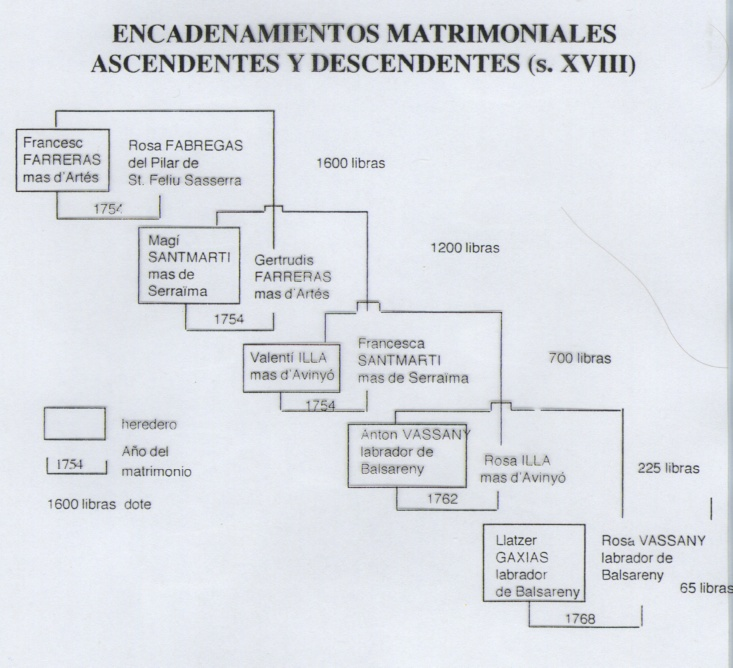 ENCADENAMIENTOS MATRIMONIALES
ASCENDENTES Y DESCENDENTES (s. XVIII)
Francesc
FARRERAS
mas d'Artés
Rosa FABREGAS
del Pilar de
St. Feliu Sasserra
1600 libras
1754
Magí
SANTMARTI
mas de
Serraïma
Gertrudis
FARRERAS
mas d'Artés
1200 libras
1754
Valentí ILLA
mas d'Avinyó
Francesca
SANTMARTI
mas de Serraïma
700 libras
1754
Anton VASSANY
labrador de
Balsareny
Rosa ILLA
mas d'Avinyó
225 libras
1762
Llatzer
GAXIAS
labrador
de Balsareny
Rosa VASSANY
labrador de
Balsareny
65 libras
1768
heredero
1754
Año del
matrimonio
1600 libras dote